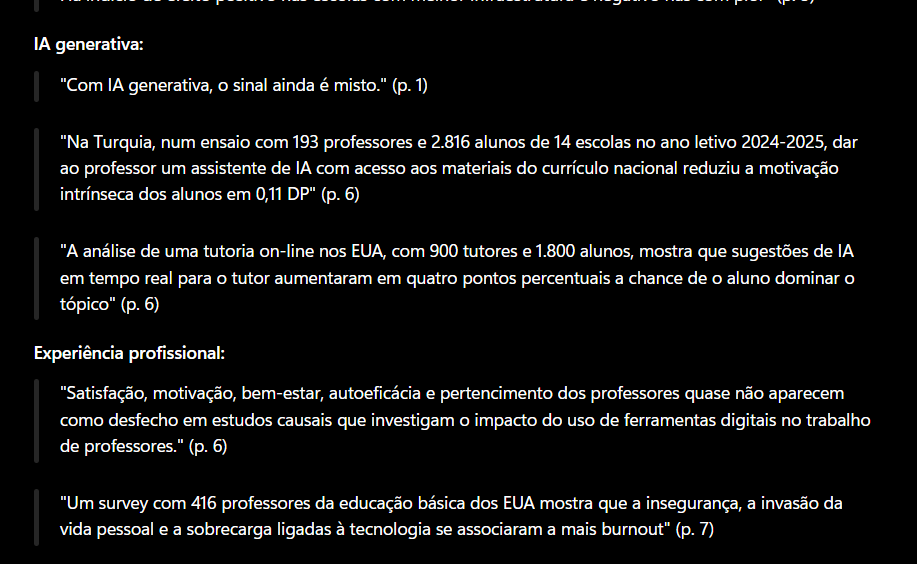 IA generativa:
"Com IA generativa, o sinal ainda é misto." (p. 1)
"Na Turquia, num ensaio com 193 professores e 2.816 alunos de 14 escolas no ano letivo 2024-2025, dar
ao professor um assistente de IA com acesso aos materiais do currículo nacional reduziu a motivação
intrínseca dos alunos em 0,11 DP" (p. 6)
"A análise de uma tutoria on-line nos EUA, com 900 tutores e 1.800 alunos, mostra que sugestões de IA
em tempo real para o tutor aumentaram em quatro pontos percentuais a chance de o aluno dominar o
tópico" (p. 6)
Experiência profissional:
"Satisfação, motivação, bem-estar, autoeficácia e pertencimento dos professores quase não aparecem
como desfecho em estudos causais que investigam o impacto do uso de ferramentas digitais no trabalho
de professores." (p. 6)
"Um survey com 416 professores da educação básica dos EUA mostra que a insegurança, a invasão da
vida pessoal e a sobrecarga ligadas à tecnologia se associaram a mais burnout" (p. 7)